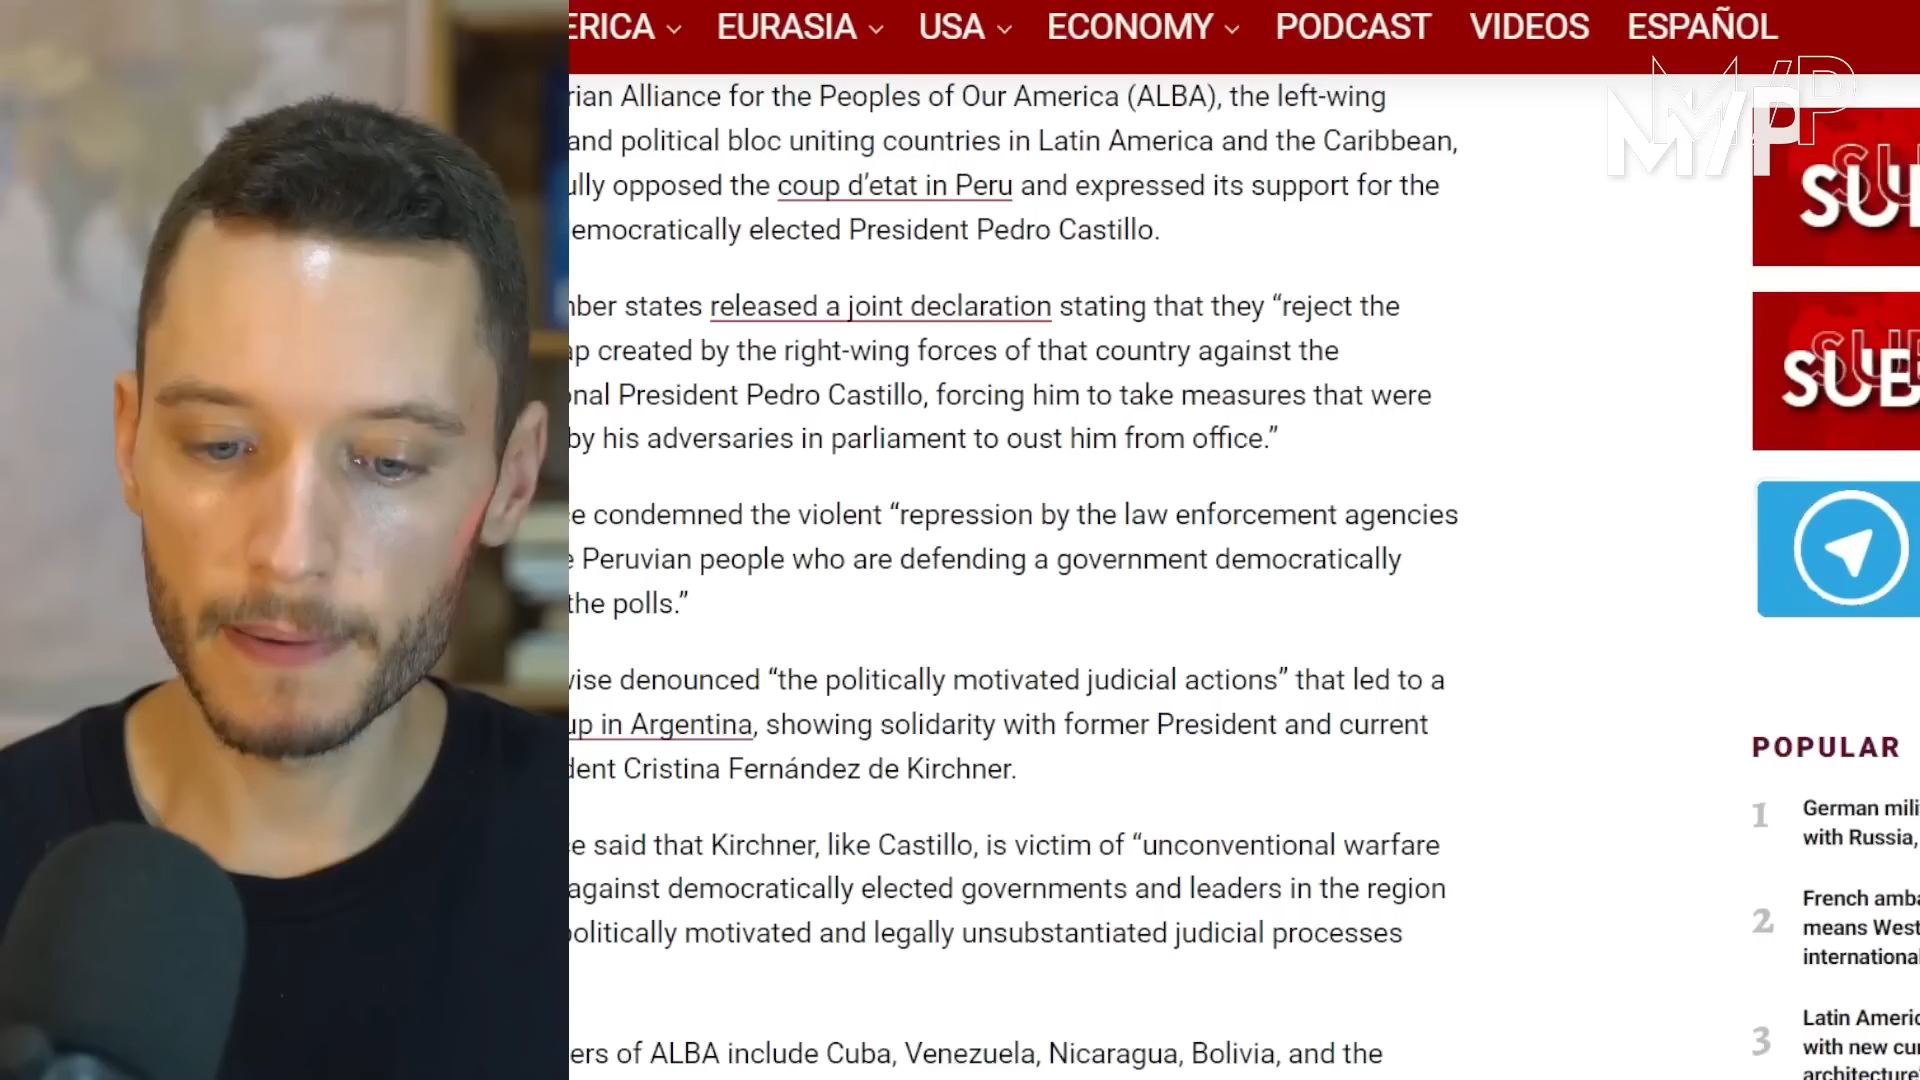 ERICA EURASIA USA ECONOMY PODCAST VIDEOS ESPAÑOL
rian Alliance for the Peoples of Our America (ALBA), the left-wing
and political bloc uniting countries in Latin America and the Caribbean,
ully opposed the coup d’etat in Peru and expressed its support for the
emocratically elected President Pedro Castillo.
nber states released a joint declaration stating that they “reject the
ap created by the right-wing forces of that country against the
onal President Pedro Castillo, forcing him to take measures that were
by his adversaries in parliament to oust him from office.”
e condemned the violent “repression by the law enforcement agencies
e Peruvian people who are defending a government democratically
the polls.”
wise denounced “the politically motivated judicial actions” that led to a
up in Argentina, showing solidarity with former President and current
dent Cristina Fernández de Kirchner.
e said that Kirchner, like Castillo, is victim of “unconventional warfare
against democratically elected governments and leaders in the region
politically motivated and legally unsubstantiated judicial processes
ers of ALBA include Cuba, Venezuela, Nicaragua, Bolivia, and the
M/P
SU
SUB
POPULAR
1 German mili
with Russia,
2 French amba
means West
international
3 Latin Americ
with new cur
architecture